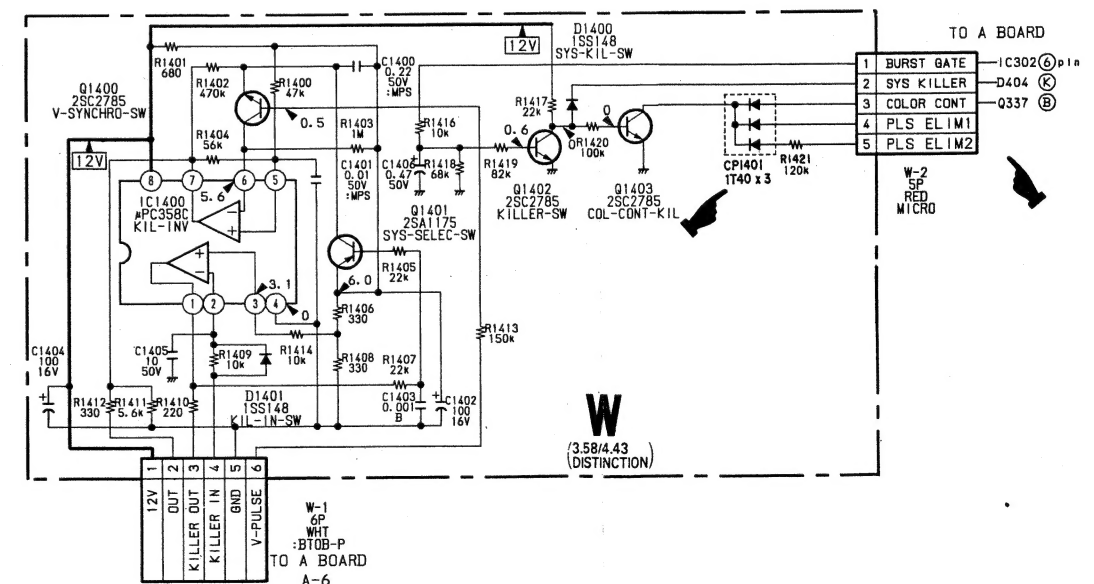 D1400
1SS148
SYS-KIL-SW
12V
TO A BOARD
R1401
680
R1402
470k
R1400
47k
C1400
0.22
50V
:MPS
1 BURST GATE IC302 6 pin
2 SYS KILLER D404 K
3 COLOR CONT Q337 B
4 PLS ELIM1
5 PLS ELIM2
Q1400
2SC2785
V-SYNCHRO-SW
0.5
R1404
56k
R1403
1M
R1416
10k
R1417
22k
0.6
0
0
R1420
100k
12V
C1401
0.01
50V
:MPS
C1406
0.47
50V
R1418
68k
R1419
82k
CP1401
1T40 x 3
R1421
120k
8 7 6 5
5.6
IC1400
μPC358C
KIL-INV
Q1401
2SA1175
SYS-SELEC-SW
Q1402
2SC2785
KILLER-SW
Q1403
2SC2785
COL-CONT-KIL
W-2
5P
RED
MICRO
R1405
22k
3.1
6.0
0
1 2 3 4
R1406
330
R1413
150k
C1404
100
16V
C1405
10
50V
R1409
10k
R1414
10k
R1408
330
R1407
22k
R1412
330
R1411
5.6k
R1410
220
D1401
1SS148
KIL-IN-SW
C1403
0.001
B
C1402
100
16V
W
(3.58/4.43
DISTINCTION)
1 2 3 4 5 6
12V
OUT
KILLER OUT
KILLER IN
GND
V-PULSE
W-1
6P
WHT
:BTOB-P
TO A BOARD
A-6